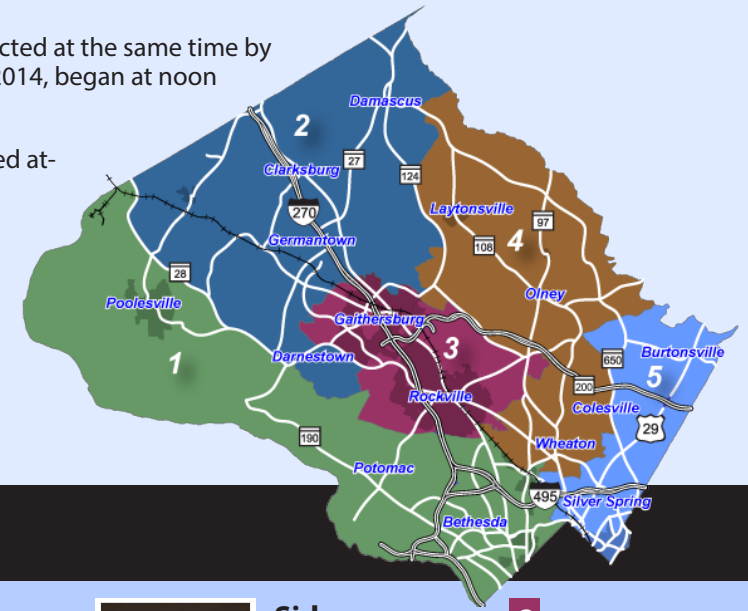 cted at the same time by
2014, began at noon
ed at-
Damascus
2
27
Clarksburg
124
270
Laytonsville
97
4
108
Germantown
28
Olney
Poolesville
Gaithersburg
3
Burtonsville
Darnestown
1
650
5
200
Rockville
Colesville
29
190
Wheaton
Potomac
495
Silver Spring
Bethesda